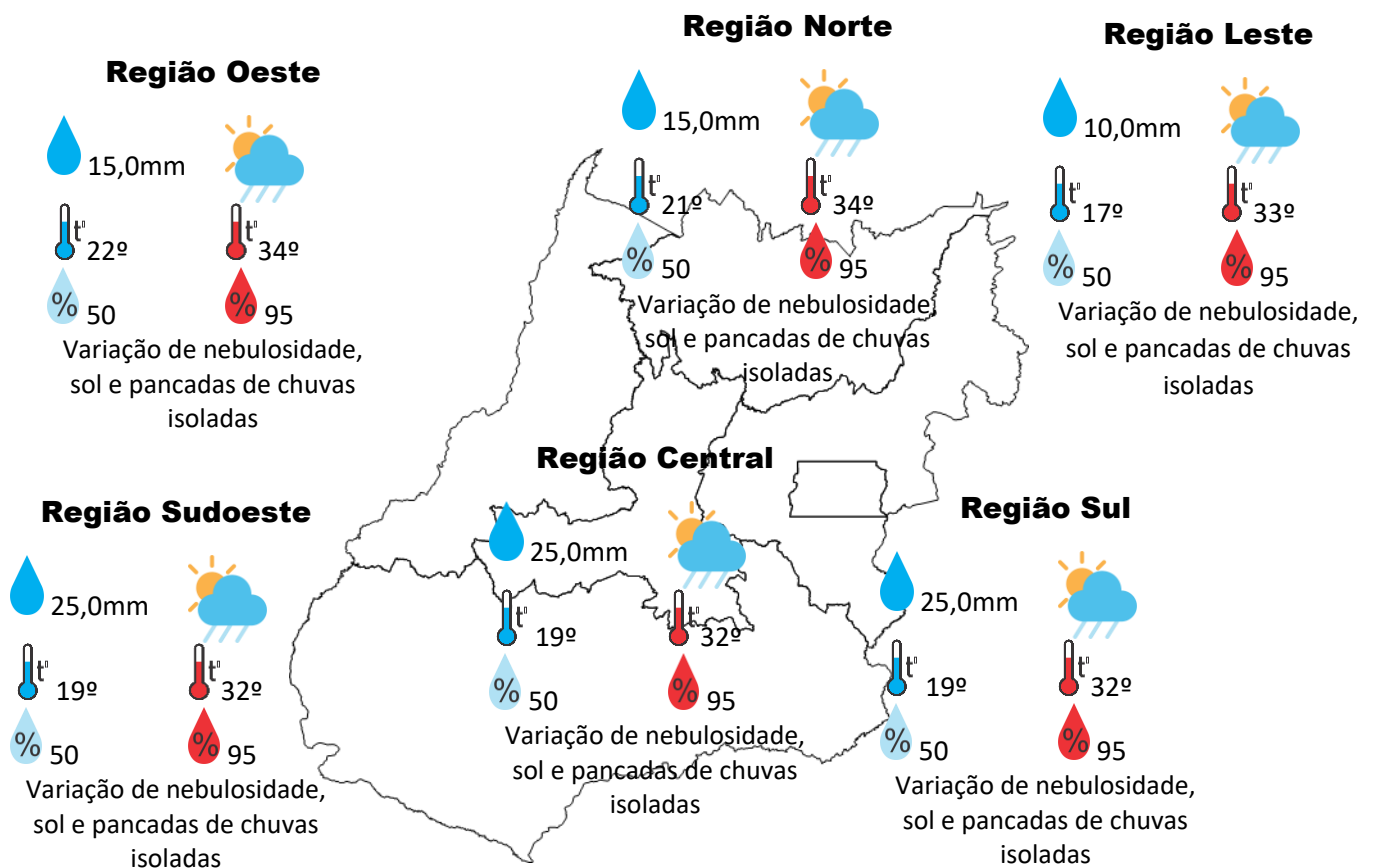 Região Oeste
15,0mm
t°
22º
t°
34º
% 50
% 95
Variação de nebulosidade,
sol e pancadas de chuvas
isoladas
Região Norte
15,0mm
t°
21º
t°
34º
% 50
% 95
Variação de nebulosidade,
sol e pancadas de chuvas
isoladas
Região Leste
10,0mm
t°
17º
t°
33º
% 50
% 95
Variação de nebulosidade,
sol e pancadas de chuvas
isoladas
Região Sudoeste
25,0mm
t°
19º
t°
32º
% 50
% 95
Variação de nebulosidade,
sol e pancadas de chuvas
isoladas
Região Central
25,0mm
t°
19º
t°
32º
% 50
% 95
Variação de nebulosidade,
sol e pancadas de chuvas
isoladas
Região Sul
25,0mm
t°
19º
t°
32º
% 50
% 95
Variação de nebulosidade,
sol e pancadas de chuvas
isoladas